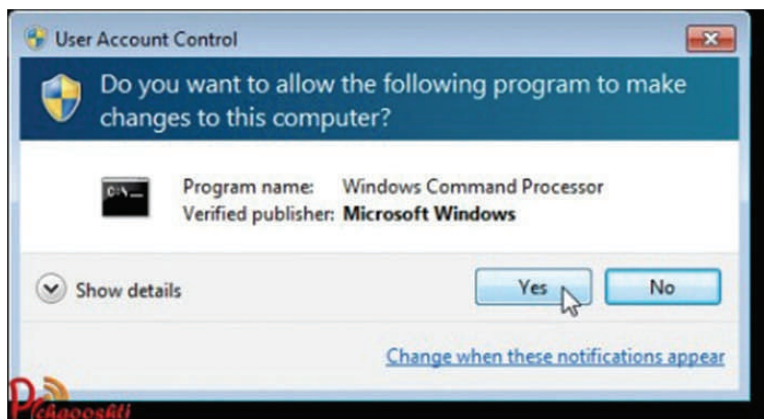 User Account Control
Do you want to allow the following program to make
changes to this computer?
C:\_
Program name: Windows Command Processor
Verified publisher: Microsoft Windows
Show details
Yes
No
Change when these notifications appear